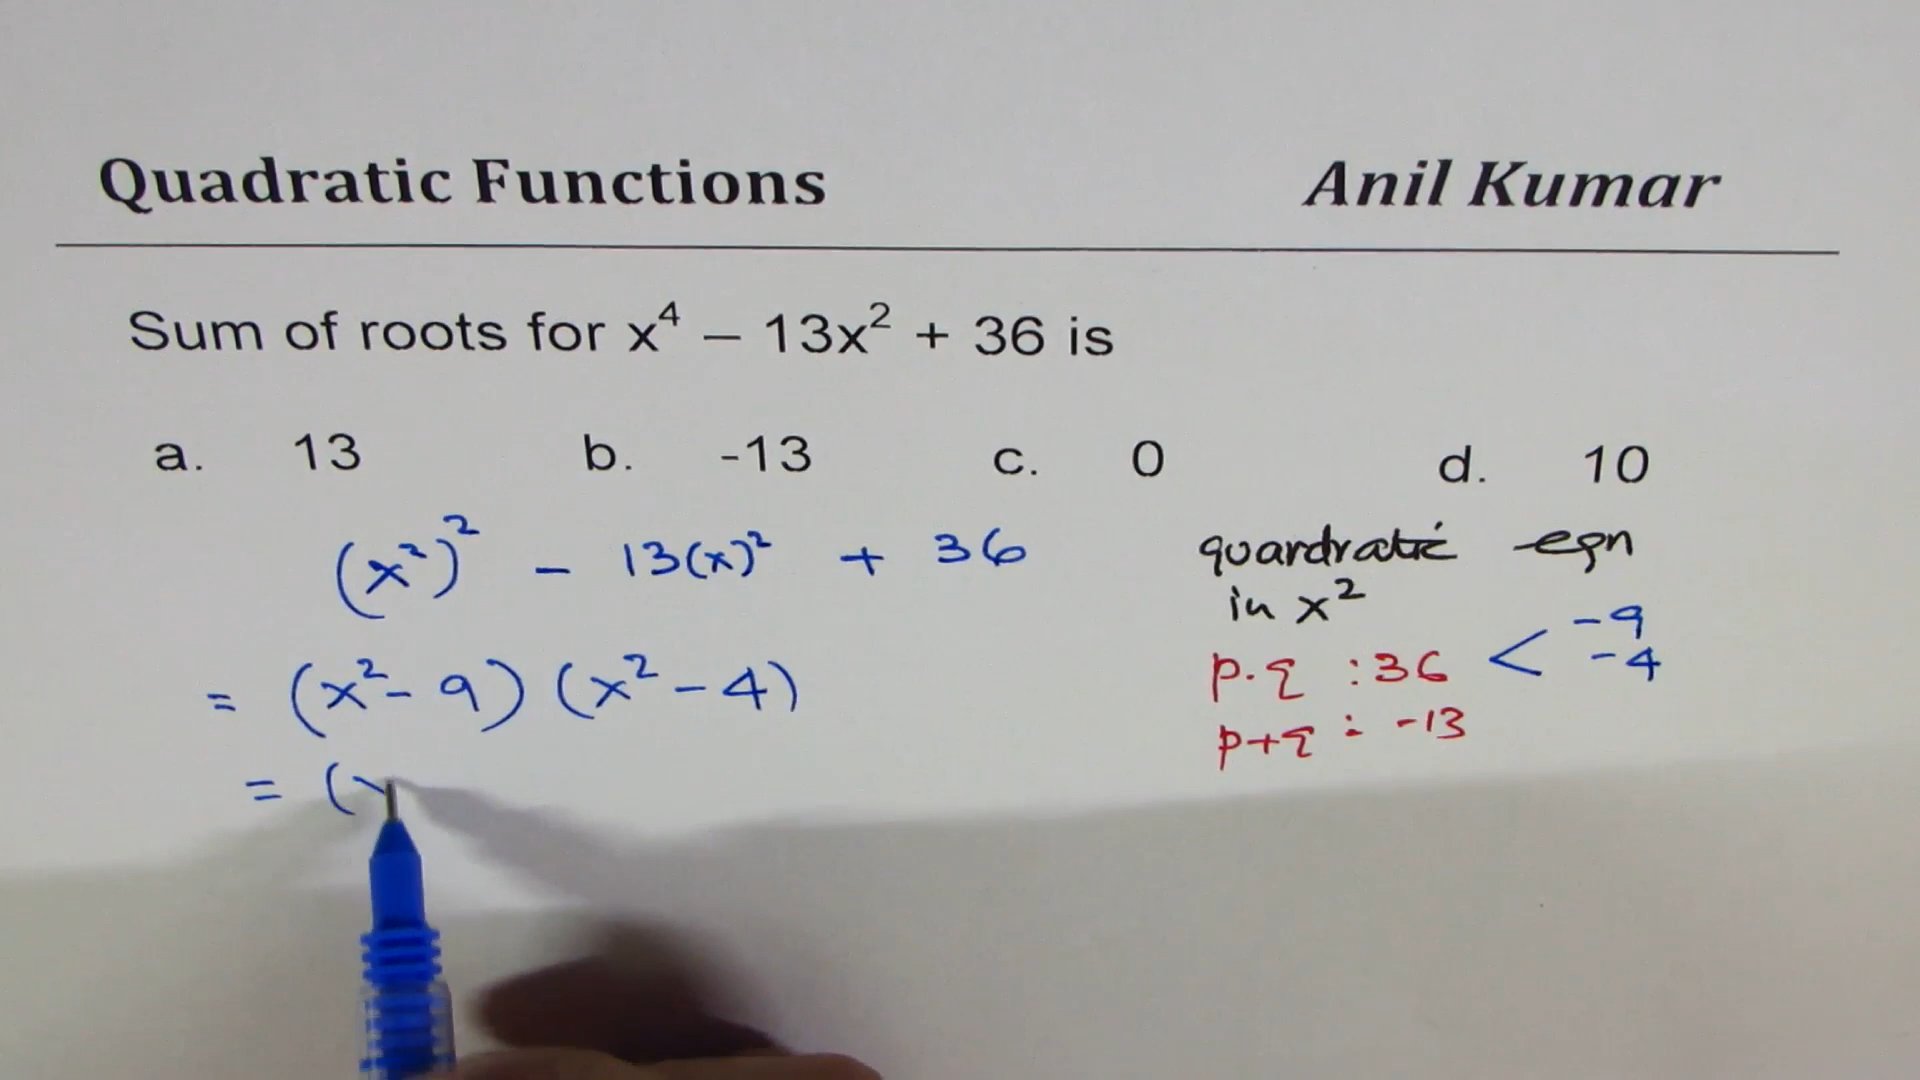 Quadratic Functions Anil Kumar
Sum of roots for x⁴ – 13x² + 36 is
a. 13 b. -13 c. 0 d. 10
(x²)² - 13(x)² + 36
quardratic eqn
in x²
= (x² - 9) (x² - 4)
p.q : 36 < -9 -4
p+q : -13
= (x